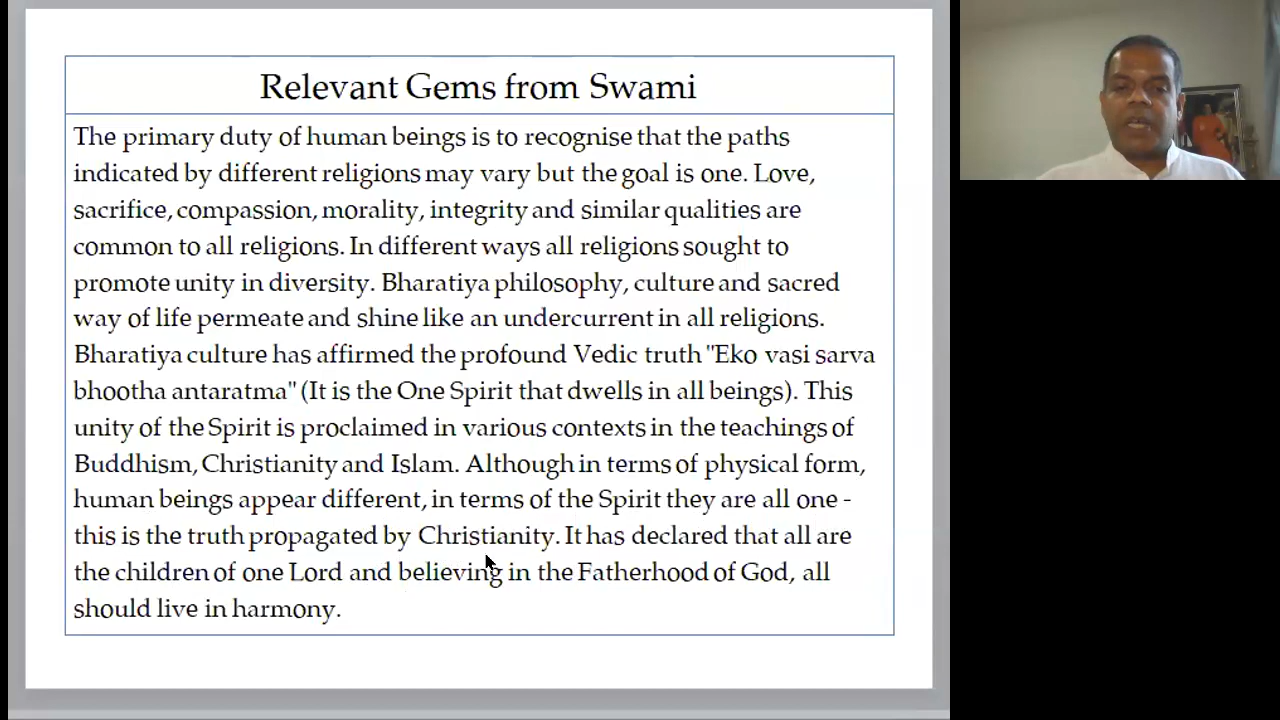 Relevant Gems from Swami
The primary duty of human beings is to recognise that the paths
indicated by different religions may vary but the goal is one. Love,
sacrifice, compassion, morality, integrity and similar qualities are
common to all religions. In different ways all religions sought to
promote unity in diversity. Bharatiya philosophy, culture and sacred
way of life permeate and shine like an undercurrent in all religions.
Bharatiya culture has affirmed the profound Vedic truth "Eko vasi sarva
bhootha antaratma" (It is the One Spirit that dwells in all beings). This
unity of the Spirit is proclaimed in various contexts in the teachings of
Buddhism, Christianity and Islam. Although in terms of physical form,
human beings appear different, in terms of the Spirit they are all one -
this is the truth propagated by Christianity. It has declared that all are
the children of one Lord and believing in the Fatherhood of God, all
should live in harmony.